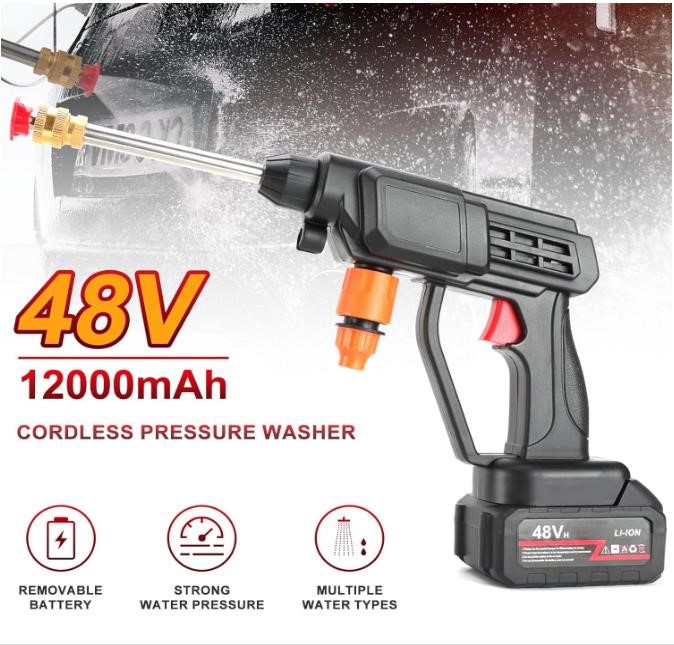 48V
12000mAh
CORDLESS PRESSURE WASHER
REMOVABLE
BATTERY
STRONG
WATER PRESSURE
MULTIPLE
WATER TYPES
48VH
LI-ION